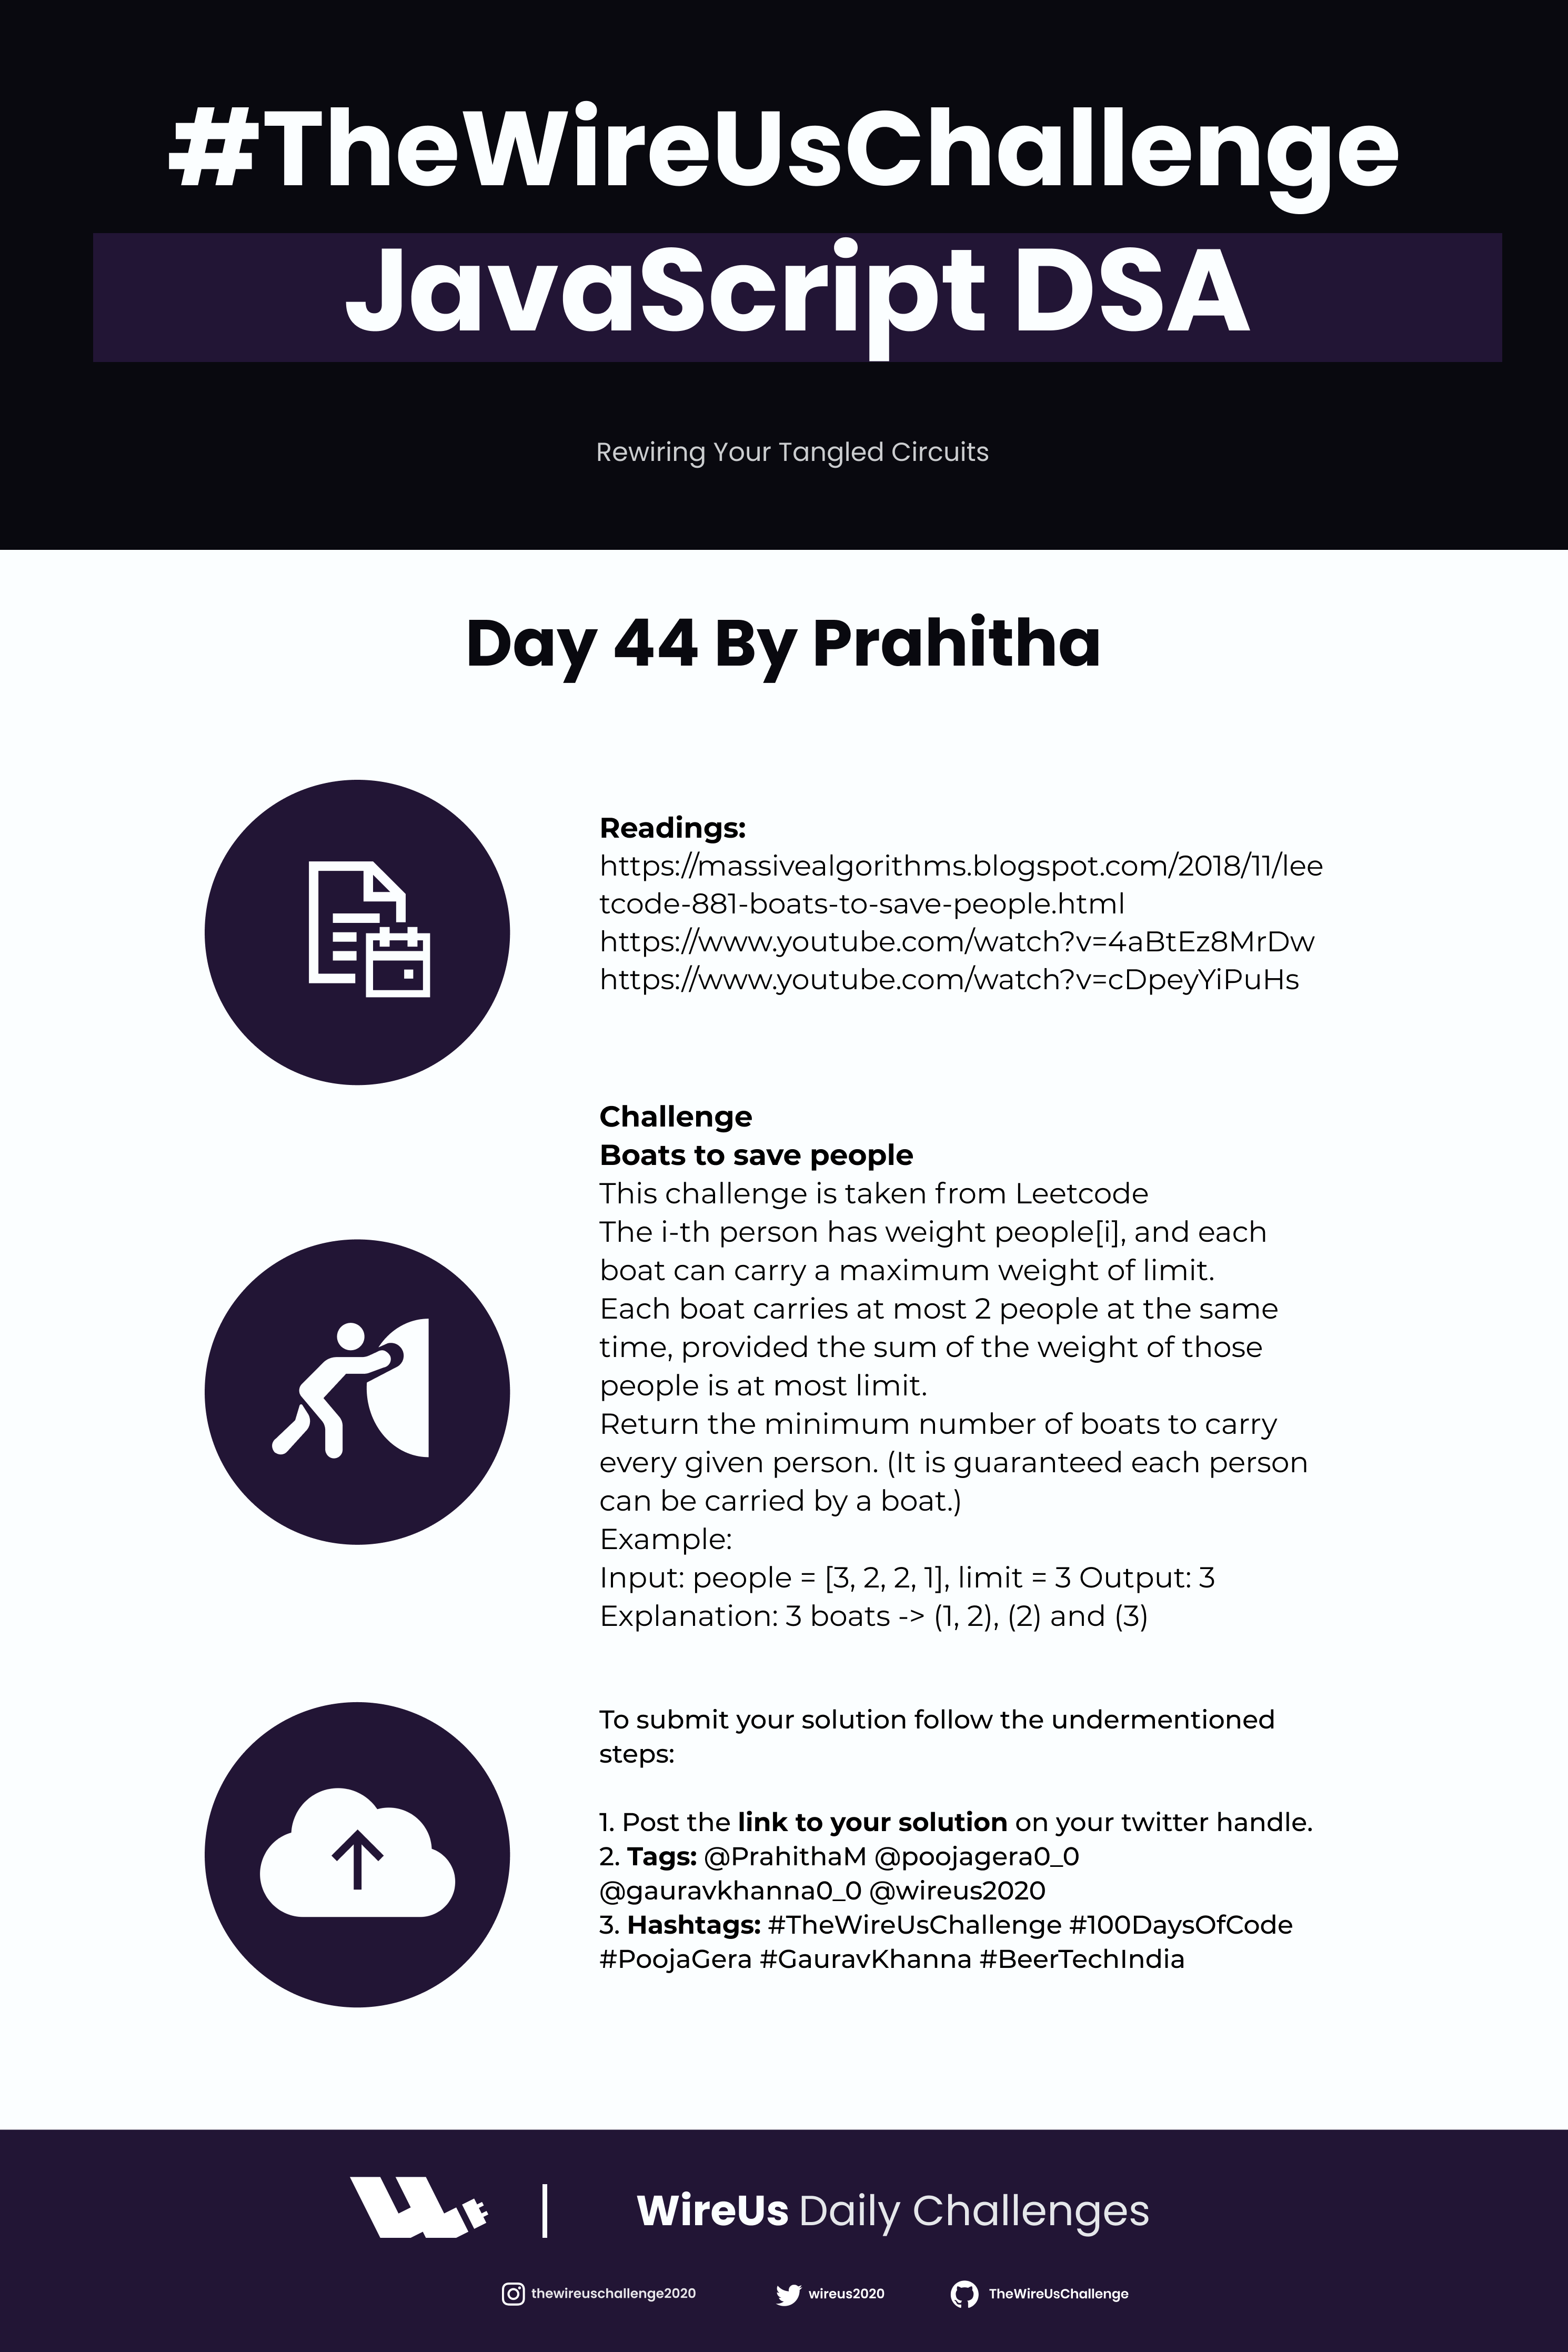 #TheWireUsChallenge
JavaScript DSA
Rewiring Your Tangled Circuits
Day 44 By Prahitha
Readings:
https://massivealgorithms.blogspot.com/2018/11/lee
tcode-881-boats-to-save-people.html
https://www.youtube.com/watch?v=4aBtEz8MrDw
https://www.youtube.com/watch?v=cDpeyYiPuHs
Challenge
Boats to save people
This challenge is taken from Leetcode
The i-th person has weight people[i], and each
boat can carry a maximum weight of limit.
Each boat carries at most 2 people at the same
time, provided the sum of the weight of those
people is at most limit.
Return the minimum number of boats to carry
every given person. (It is guaranteed each person
can be carried by a boat.)
Example:
Input: people = [3, 2, 2, 1], limit = 3 Output: 3
Explanation: 3 boats -> (1, 2), (2) and (3)
To submit your solution follow the undermentioned
steps:
1. Post the link to your solution on your twitter handle.
2. Tags: @PrahithaM @poojagera0_0
@gauravkhanna0_0 @wireus2020
3. Hashtags: #TheWireUsChallenge #100DaysOfCode
#PoojaGera #GauravKhanna #BeerTechIndia
WireUs Daily Challenges
thewireuschallenge2020 wireus2020 TheWireUsChallenge